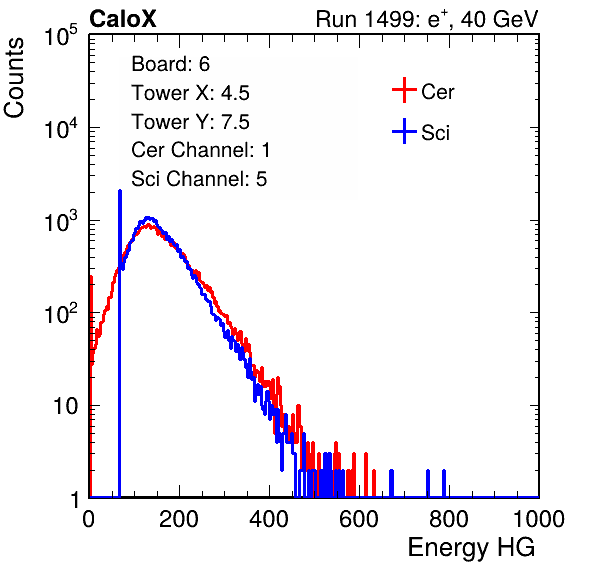 CaloX Run 1499: e⁺, 40 GeV
Counts
10⁵
10⁴
10³
10²
10
1
Board: 6
Tower X: 4.5
Tower Y: 7.5
Cer Channel: 1
Sci Channel: 5
Cer
Sci
0 200 400 600 800 1000
Energy HG